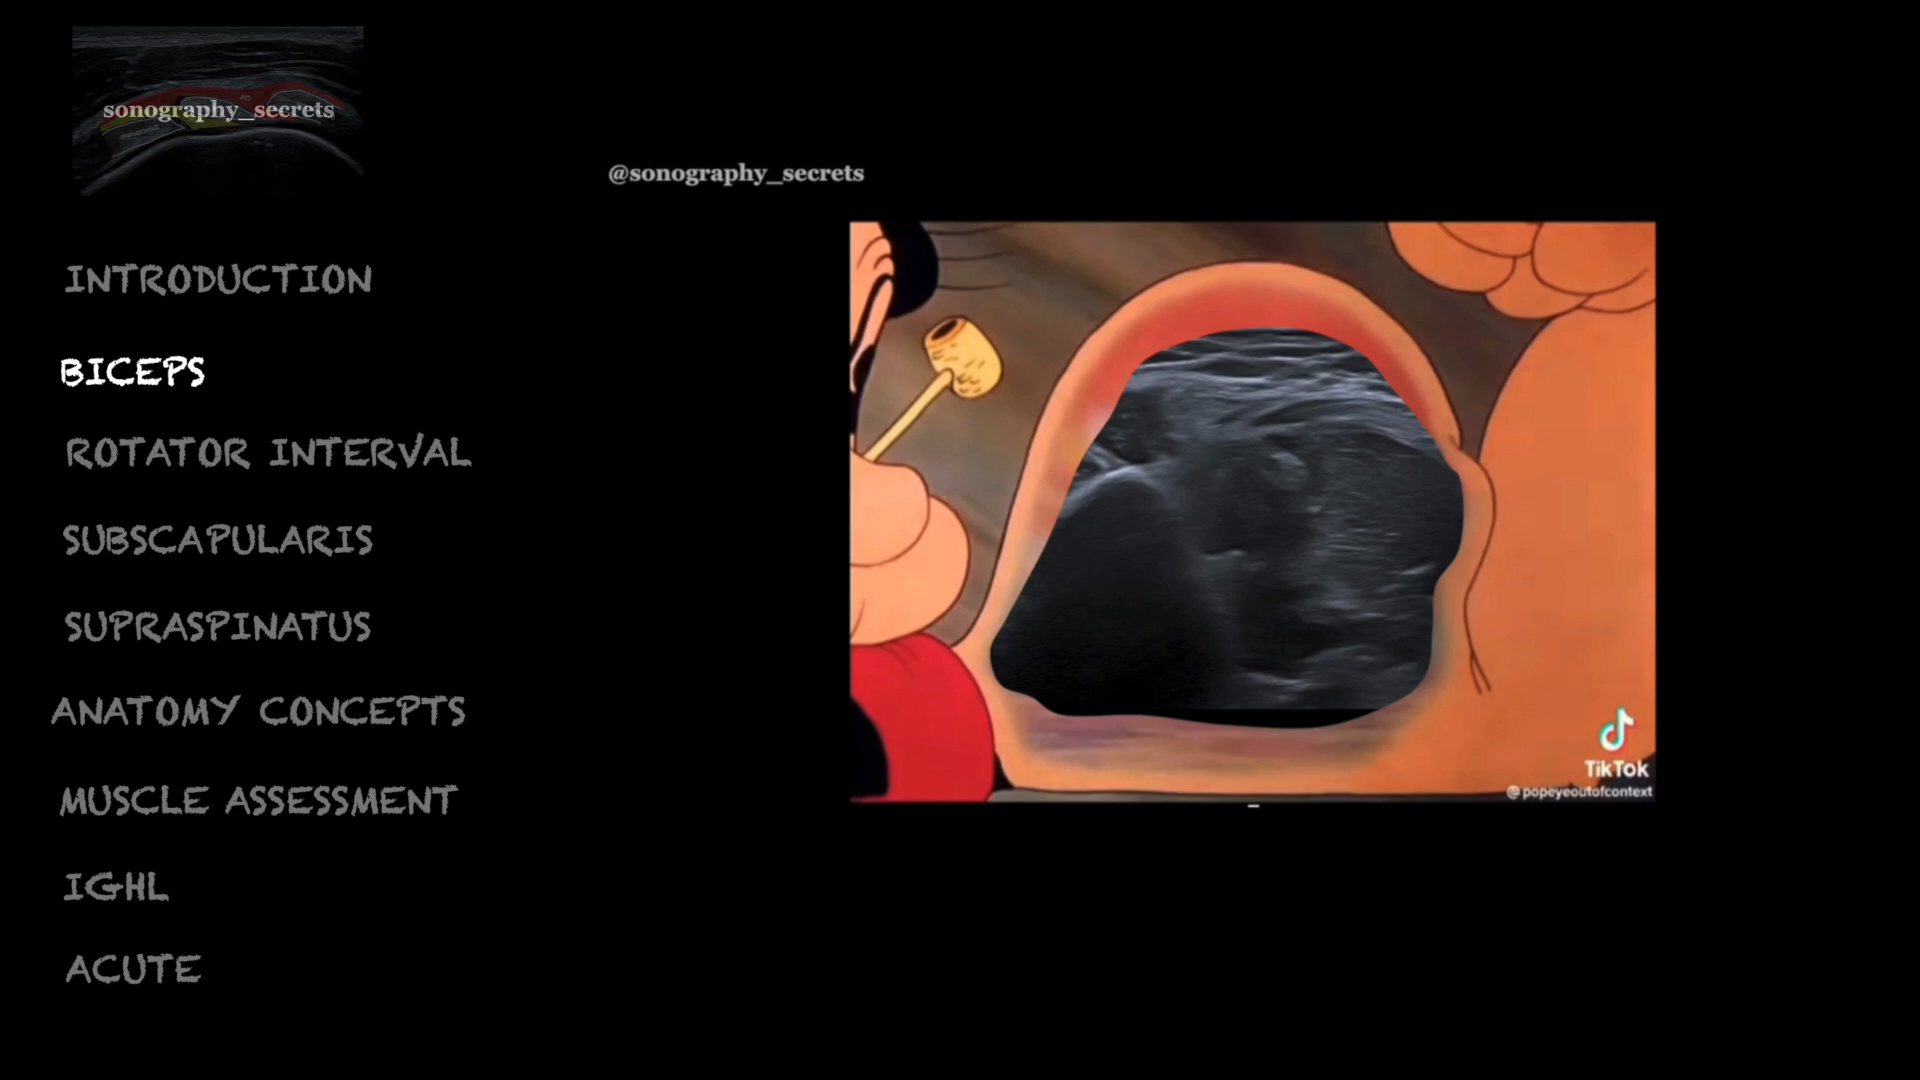 sonography_secrets
@sonography_secrets
INTRODUCTION
BICEPS
ROTATOR INTERVAL
SUBSCAPULARIS
SUPRASPINATUS
ANATOMY CONCEPTS
MUSCLE ASSESSMENT
IGHL
ACUTE
TikTok
@popeyeoutofcontext